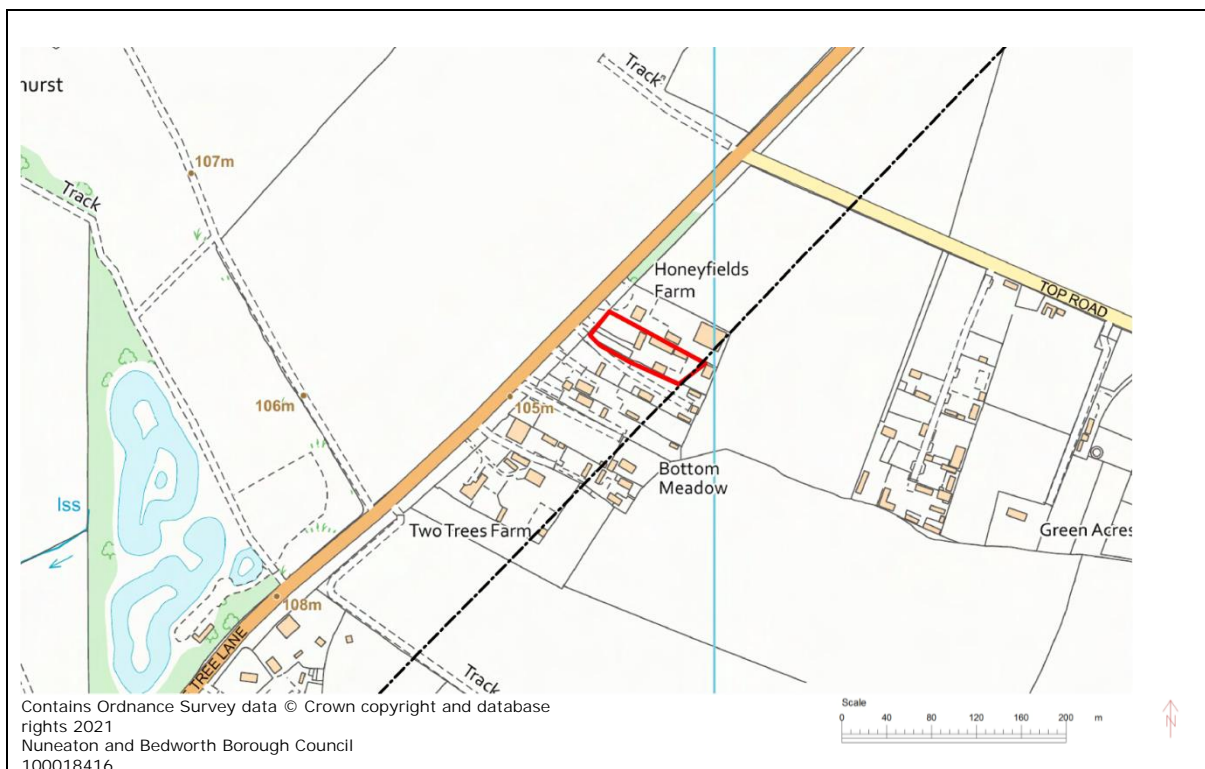 hurst
Track
107m
Track
Honeyfields
Farm
TOP ROAD
106m
105m
Bottom
Meadow
Iss
Two Trees Farm
Green Acres
108m
TREE LANE
Track
Contains Ordnance Survey data © Crown copyright and database
rights 2021
Nuneaton and Bedworth Borough Council
100018416
Scale
0 40 80 120 160 200 m
N